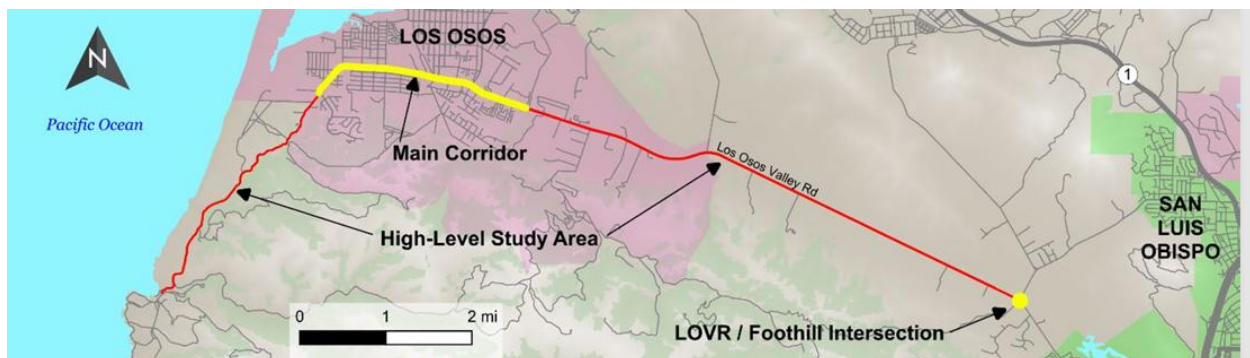 N
Pacific Ocean
LOS OSOS
Main Corridor
Los Osos Valley Rd
1
High-Level Study Area
SAN
LUIS
OBISPO
0 1 2 mi
LOVR / Foothill Intersection